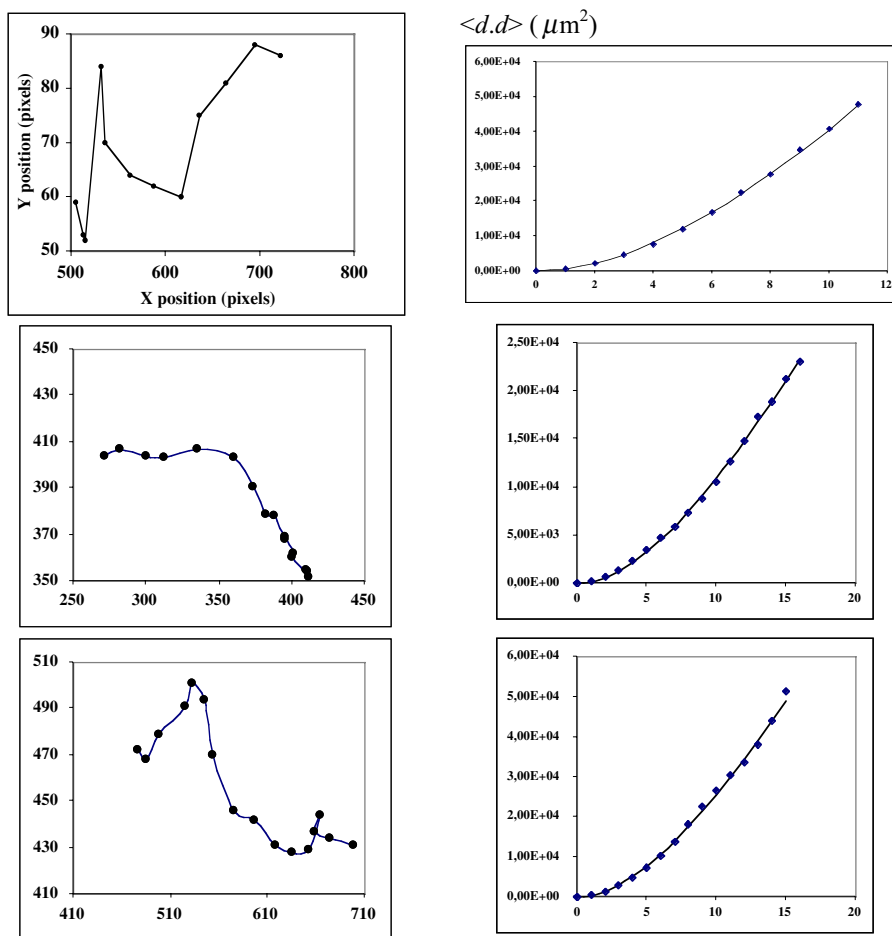 <d.d> (µm²)
90
80
70
60
50
500 600 700 800
Y position (pixels)
X position (pixels)
6,00E+04
5,00E+04
4,00E+04
3,00E+04
2,00E+04
1,00E+04
0,00E+00
0 2 4 6 8 10 12
450
430
410
390
370
350
250 300 350 400 450
2,50E+04
2,00E+04
1,50E+04
1,00E+04
5,00E+03
0,00E+00
0 5 10 15 20
510
490
470
450
430
410
410 510 610 710
6,00E+04
5,00E+04
4,00E+04
3,00E+04
2,00E+04
1,00E+04
0,00E+00
0 5 10 15 20